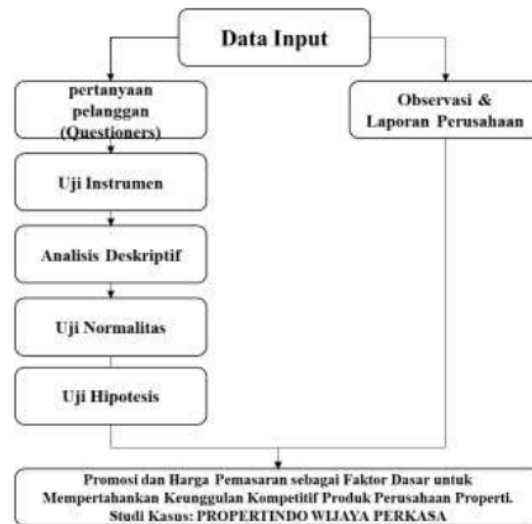 Data Input
pertanyaan
pelanggan
(Questioners)
Observasi &
Laporan Perusahaan
Uji Instrumen
Analisis Deskriptif
Uji Normalitas
Uji Hipotesis
Promosi dan Harga Pemasaran sebagai Faktor Dasar untuk
Mempertahankan Keunggulan Kompetitif Produk Perusahaan Properti.
Studi Kasus: PROPERTINDO WIJAYA PERKASA